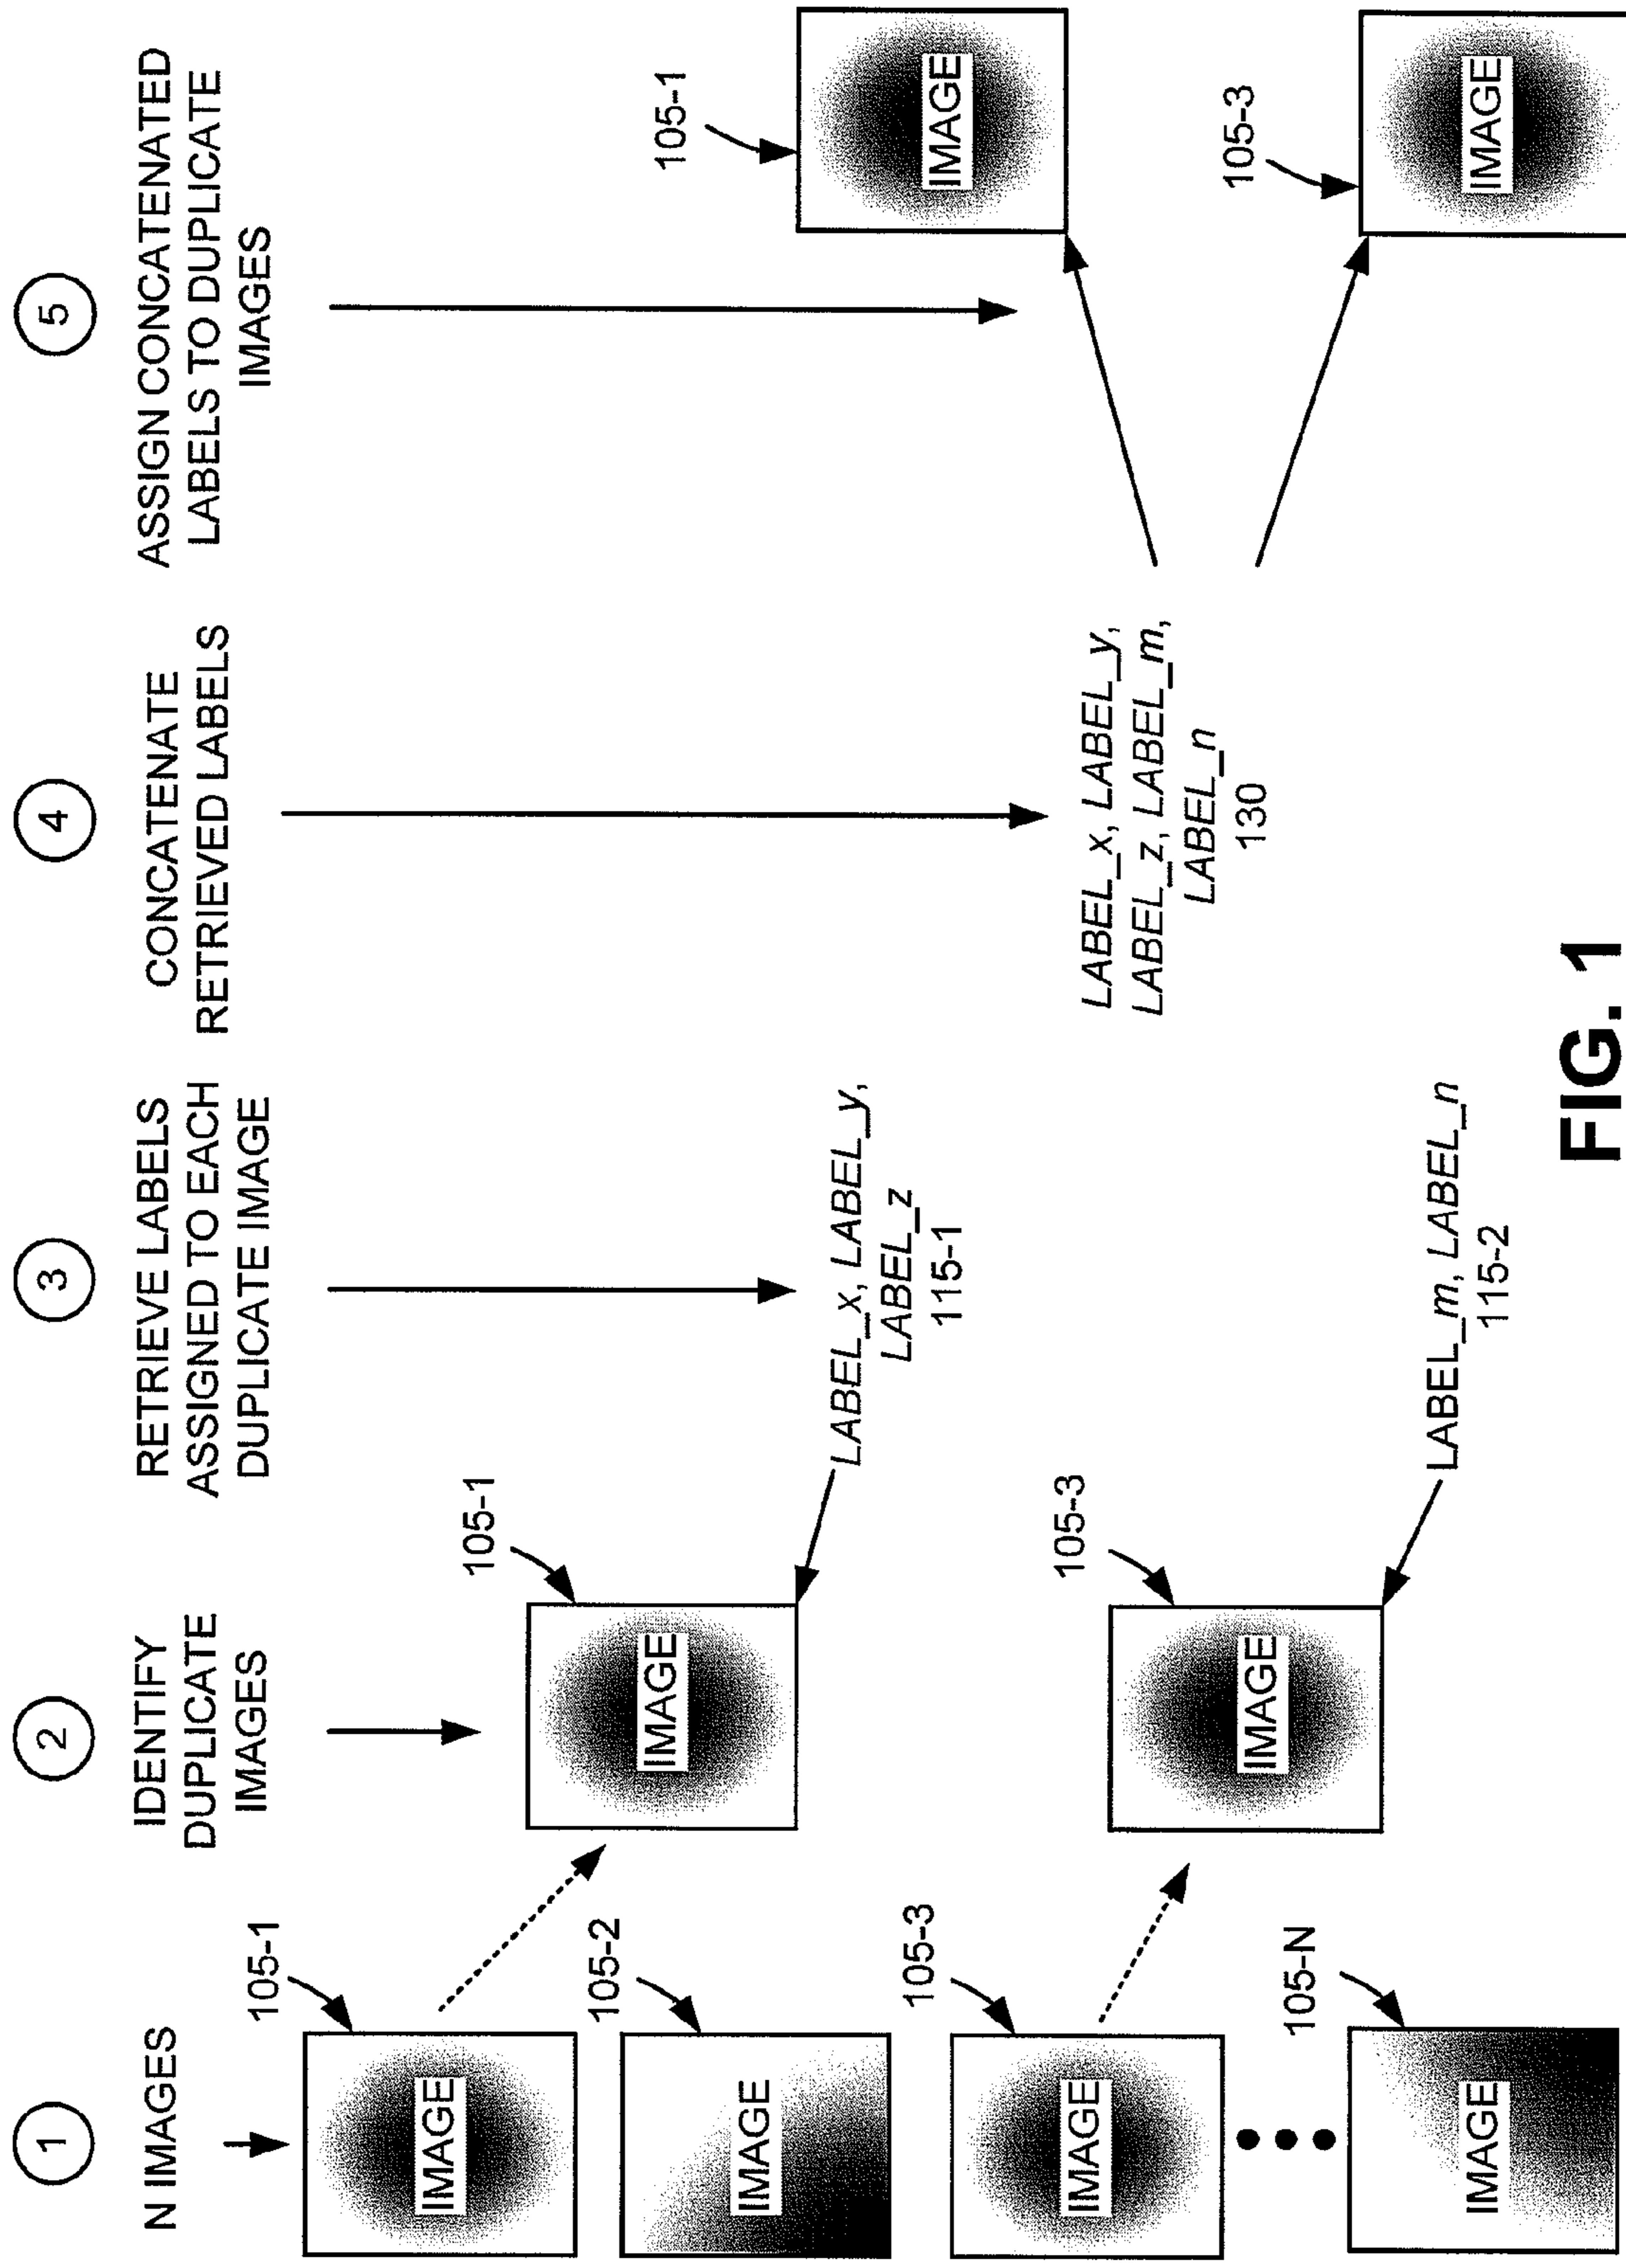 1
N IMAGES
105-1
IMAGE
105-2
IMAGE
105-3
IMAGE
105-N
IMAGE
2
IDENTIFY
DUPLICATE
IMAGES
105-1
IMAGE
105-3
IMAGE
3
RETRIEVE LABELS
ASSIGNED TO EACH
DUPLICATE IMAGE
LABEL_x, LABEL_y,
LABEL_z
115-1
LABEL_m, LABEL_n
115-2
4
CONCATENATE
RETRIEVED LABELS
LABEL_x, LABEL_y,
LABEL_z, LABEL_m,
LABEL_n
130
5
ASSIGN CONCATENATED
LABELS TO DUPLICATE
IMAGES
105-1
IMAGE
105-3
IMAGE
FIG. 1